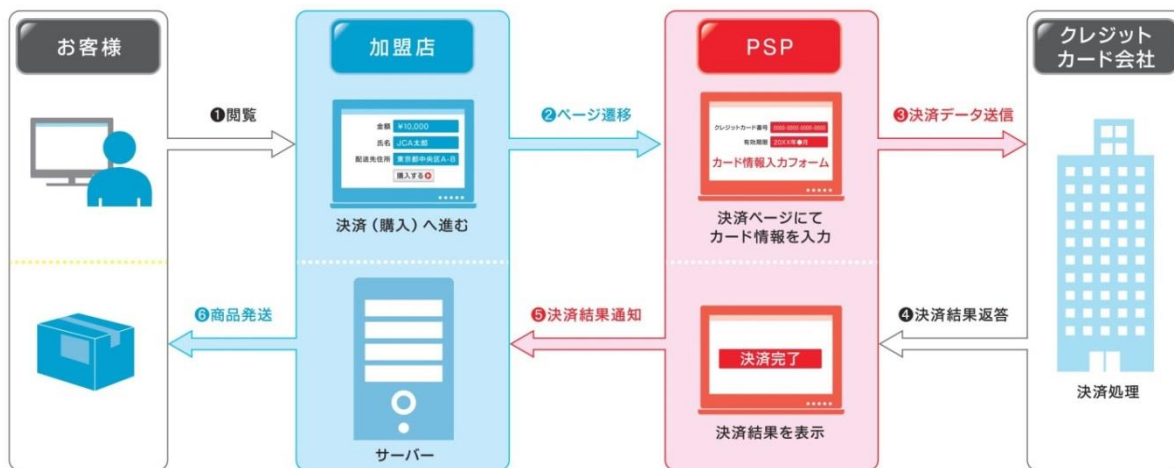 お客様
加盟店
PSP
クレジット
カード会社
❶閲覧
❷ページ遷移
❸決済データ送信
金額 ¥10,000
氏名 JCA太郎
配送先住所 東京都中央区A-B
購入する
決済（購入）へ進む
クレジットカード番号 000-000-000-000
有効期限 20XX年●月
カード情報入力フォーム
決済ページにて
カード情報を入力
❻商品発送
❺決済結果通知
❹決済結果返答
決済完了
サーバー
決済結果を表示
決済処理